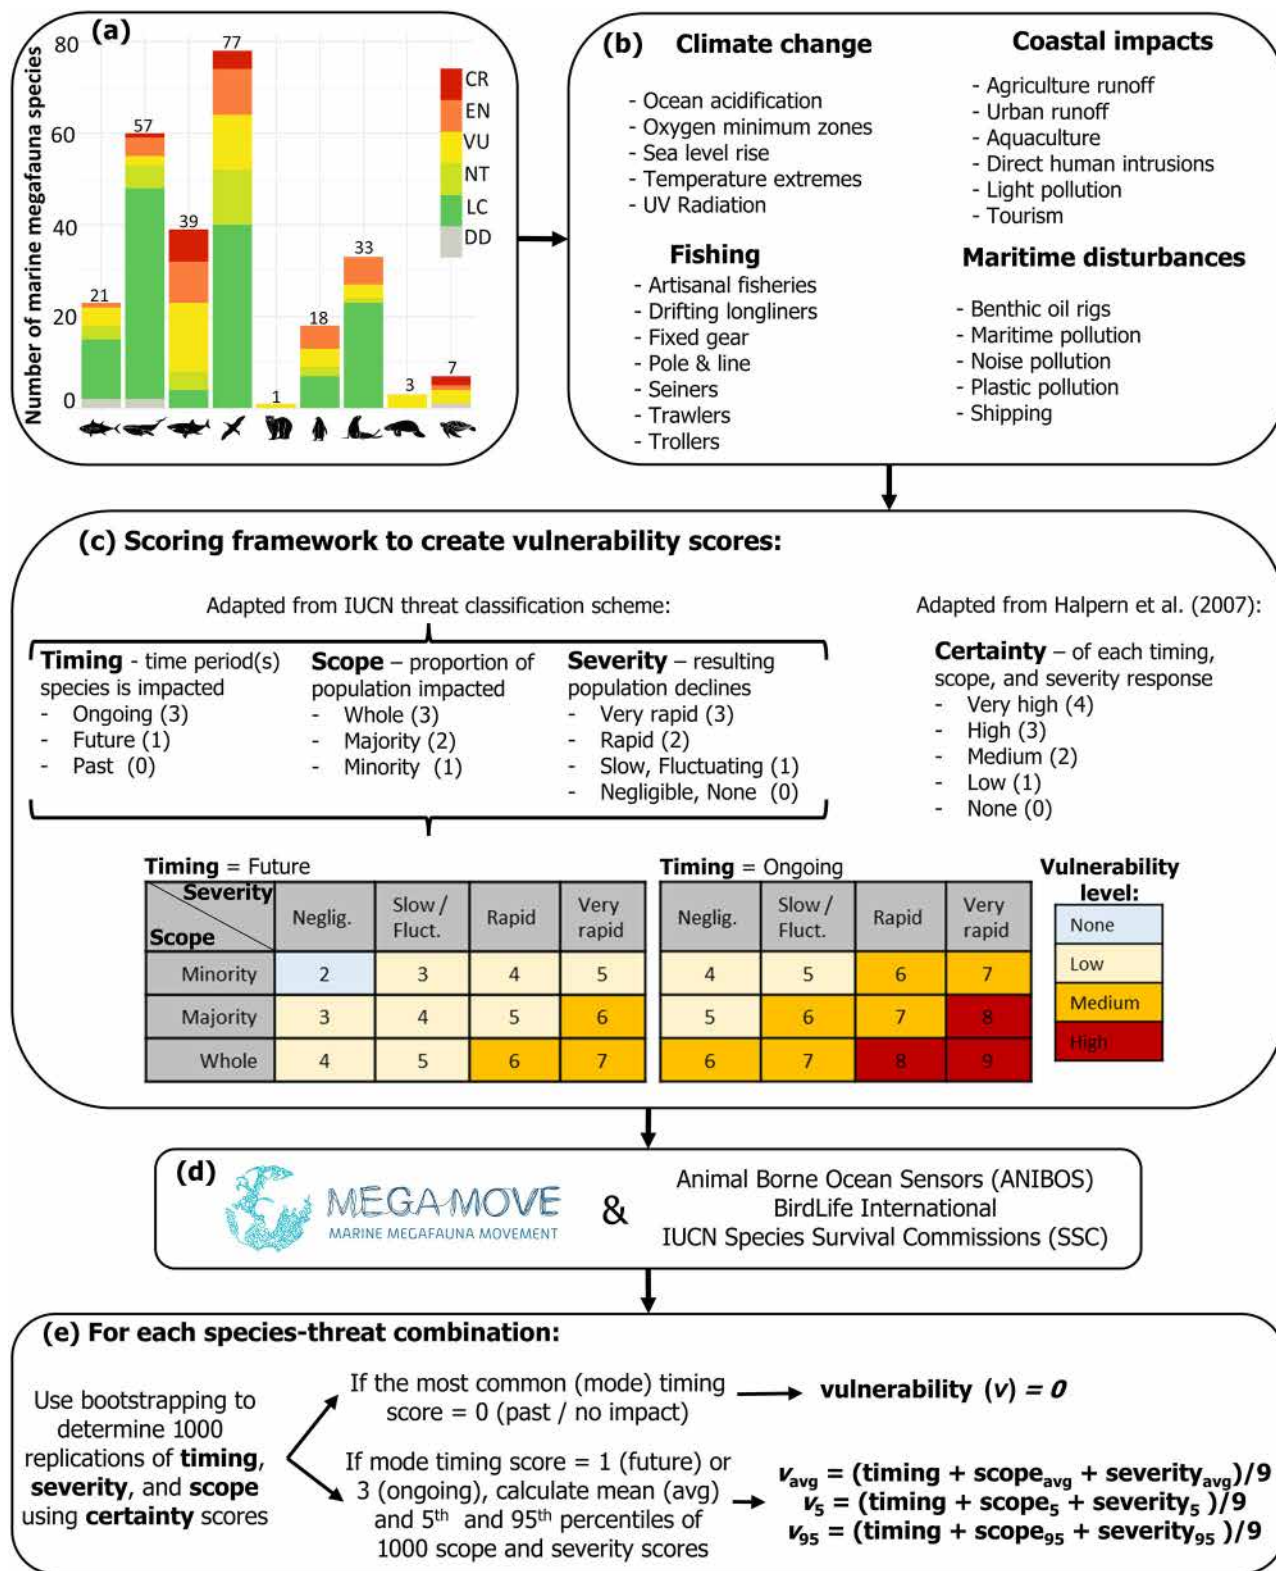 (a)
Number of marine megafauna species
80
60
40
20
0
21
57
39
77
1
18
33
3
7
CR
EN
VU
NT
LC
DD
(b)
Climate change
- Ocean acidification
- Oxygen minimum zones
- Sea level rise
- Temperature extremes
- UV Radiation
Fishing
- Artisanal fisheries
- Drifting longliners
- Fixed gear
- Pole & line
- Seiners
- Trawlers
- Trollers
Coastal impacts
- Agriculture runoff
- Urban runoff
- Aquaculture
- Direct human intrusions
- Light pollution
- Tourism
Maritime disturbances
- Benthic oil rigs
- Maritime pollution
- Noise pollution
- Plastic pollution
- Shipping
(c) Scoring framework to create vulnerability scores:
Adapted from IUCN threat classification scheme:
Timing - time period(s)
species is impacted
- Ongoing (3)
- Future (1)
- Past (0)
Scope – proportion of
population impacted
- Whole (3)
- Majority (2)
- Minority (1)
Severity – resulting
population declines
- Very rapid (3)
- Rapid (2)
- Slow, Fluctuating (1)
- Negligible, None (0)
Adapted from Halpern et al. (2007):
Certainty – of each timing,
scope, and severity response
- Very high (4)
- High (3)
- Medium (2)
- Low (1)
- None (0)
Timing = Future
Severity
Scope
Neglig. Slow / Fluct. Rapid Very rapid
Minority 2 3 4 5
Majority 3 4 5 6
Whole 4 5 6 7
Timing = Ongoing
Neglig. Slow / Fluct. Rapid Very rapid
4 5 6 7
5 6 7 8
6 7 8 9
Vulnerability
level:
None
Low
Medium
High
(d)
MEGAMOVE
MARINE MEGAFAUNA MOVEMENT
&
Animal Borne Ocean Sensors (ANIBOS)
BirdLife International
IUCN Species Survival Commissions (SSC)
(e) For each species-threat combination:
Use bootstrapping to
determine 1000
replications of timing,
severity, and scope
using certainty scores
If the most common (mode) timing
score = 0 (past / no impact)
vulnerability (v) = 0
If mode timing score = 1 (future) or
3 (ongoing), calculate mean (avg)
and 5th and 95th percentiles of
1000 scope and severity scores
vavg = (timing + scopeavg + severityavg)/9
v5 = (timing + scope5 + severity5 )/9
v95 = (timing + scope95 + severity95 )/9